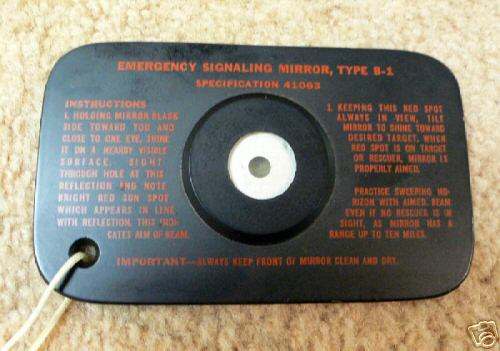 EMERGENCY SIGNALING MIRROR, TYPE B-1
SPECIFICATION 41063
INSTRUCTIONS
1. HOLDING MIRROR BLACK
SIDE TOWARD YOU AND
CLOSE TO ONE EYE, SHINE
IT ON A NEARBY VISIBLE
SURFACE. SIGHT
THROUGH HOLE AT THIS
REFLECTION AND NOTE
BRIGHT RED SUN SPOT
WHICH APPEARS IN LINE
WITH REFLECTION. THIS INDI-
CATES AIM OF BEAM.
2. KEEPING THIS RED SPOT
ALWAYS IN VIEW, TILT
MIRROR TO SHINE TOWARD
DESIRED TARGET. WHEN
RED SPOT IS ON TARGET
OR RESCUER, MIRROR IS
PROPERLY AIMED.
PRACTICE SWEEPING HO-
RIZON WITH AIMED BEAM
EVEN IF NO RESCUER IS IN
SIGHT, AS MIRROR HAS A
RANGE UP TO TEN MILES.
IMPORTANT—ALWAYS KEEP FRONT OF MIRROR CLEAN AND DRY.